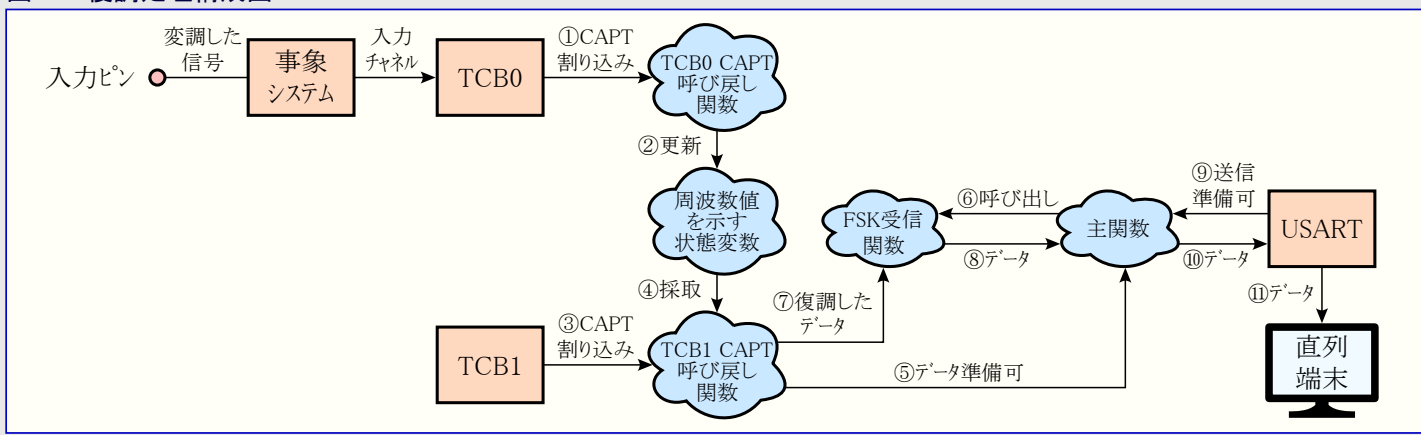 変調した
信号
入力
チャネル
①CAPT
割り込み
入力ピン
事象
システム
TCB0
TCB0 CAPT
呼び戻し
関数
②更新
周波数値
を示す
状態変数
⑥呼び出し
⑨送信
準備可
FSK受信
関数
主関数
USART
⑧データ
⑩データ
④採取
⑦復調した
データ
⑪データ
③CAPT
割り込み
TCB1
TCB1 CAPT
呼び戻し
関数
⑤データ準備可
直列
端末